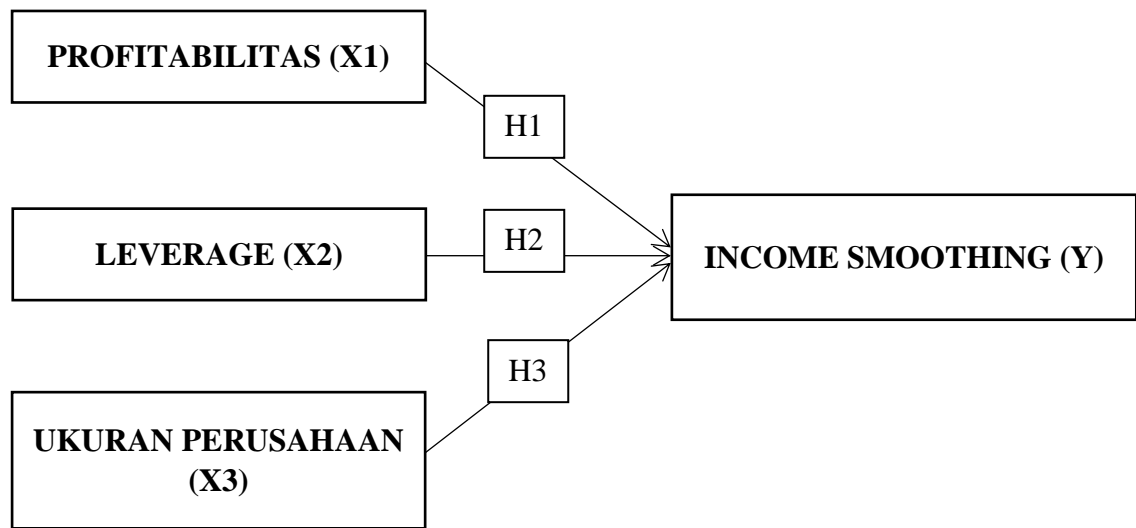 PROFITABILITAS (X1)
H1
LEVERAGE (X2)
H2
INCOME SMOOTHING (Y)
H3
UKURAN PERUSAHAAN
(X3)